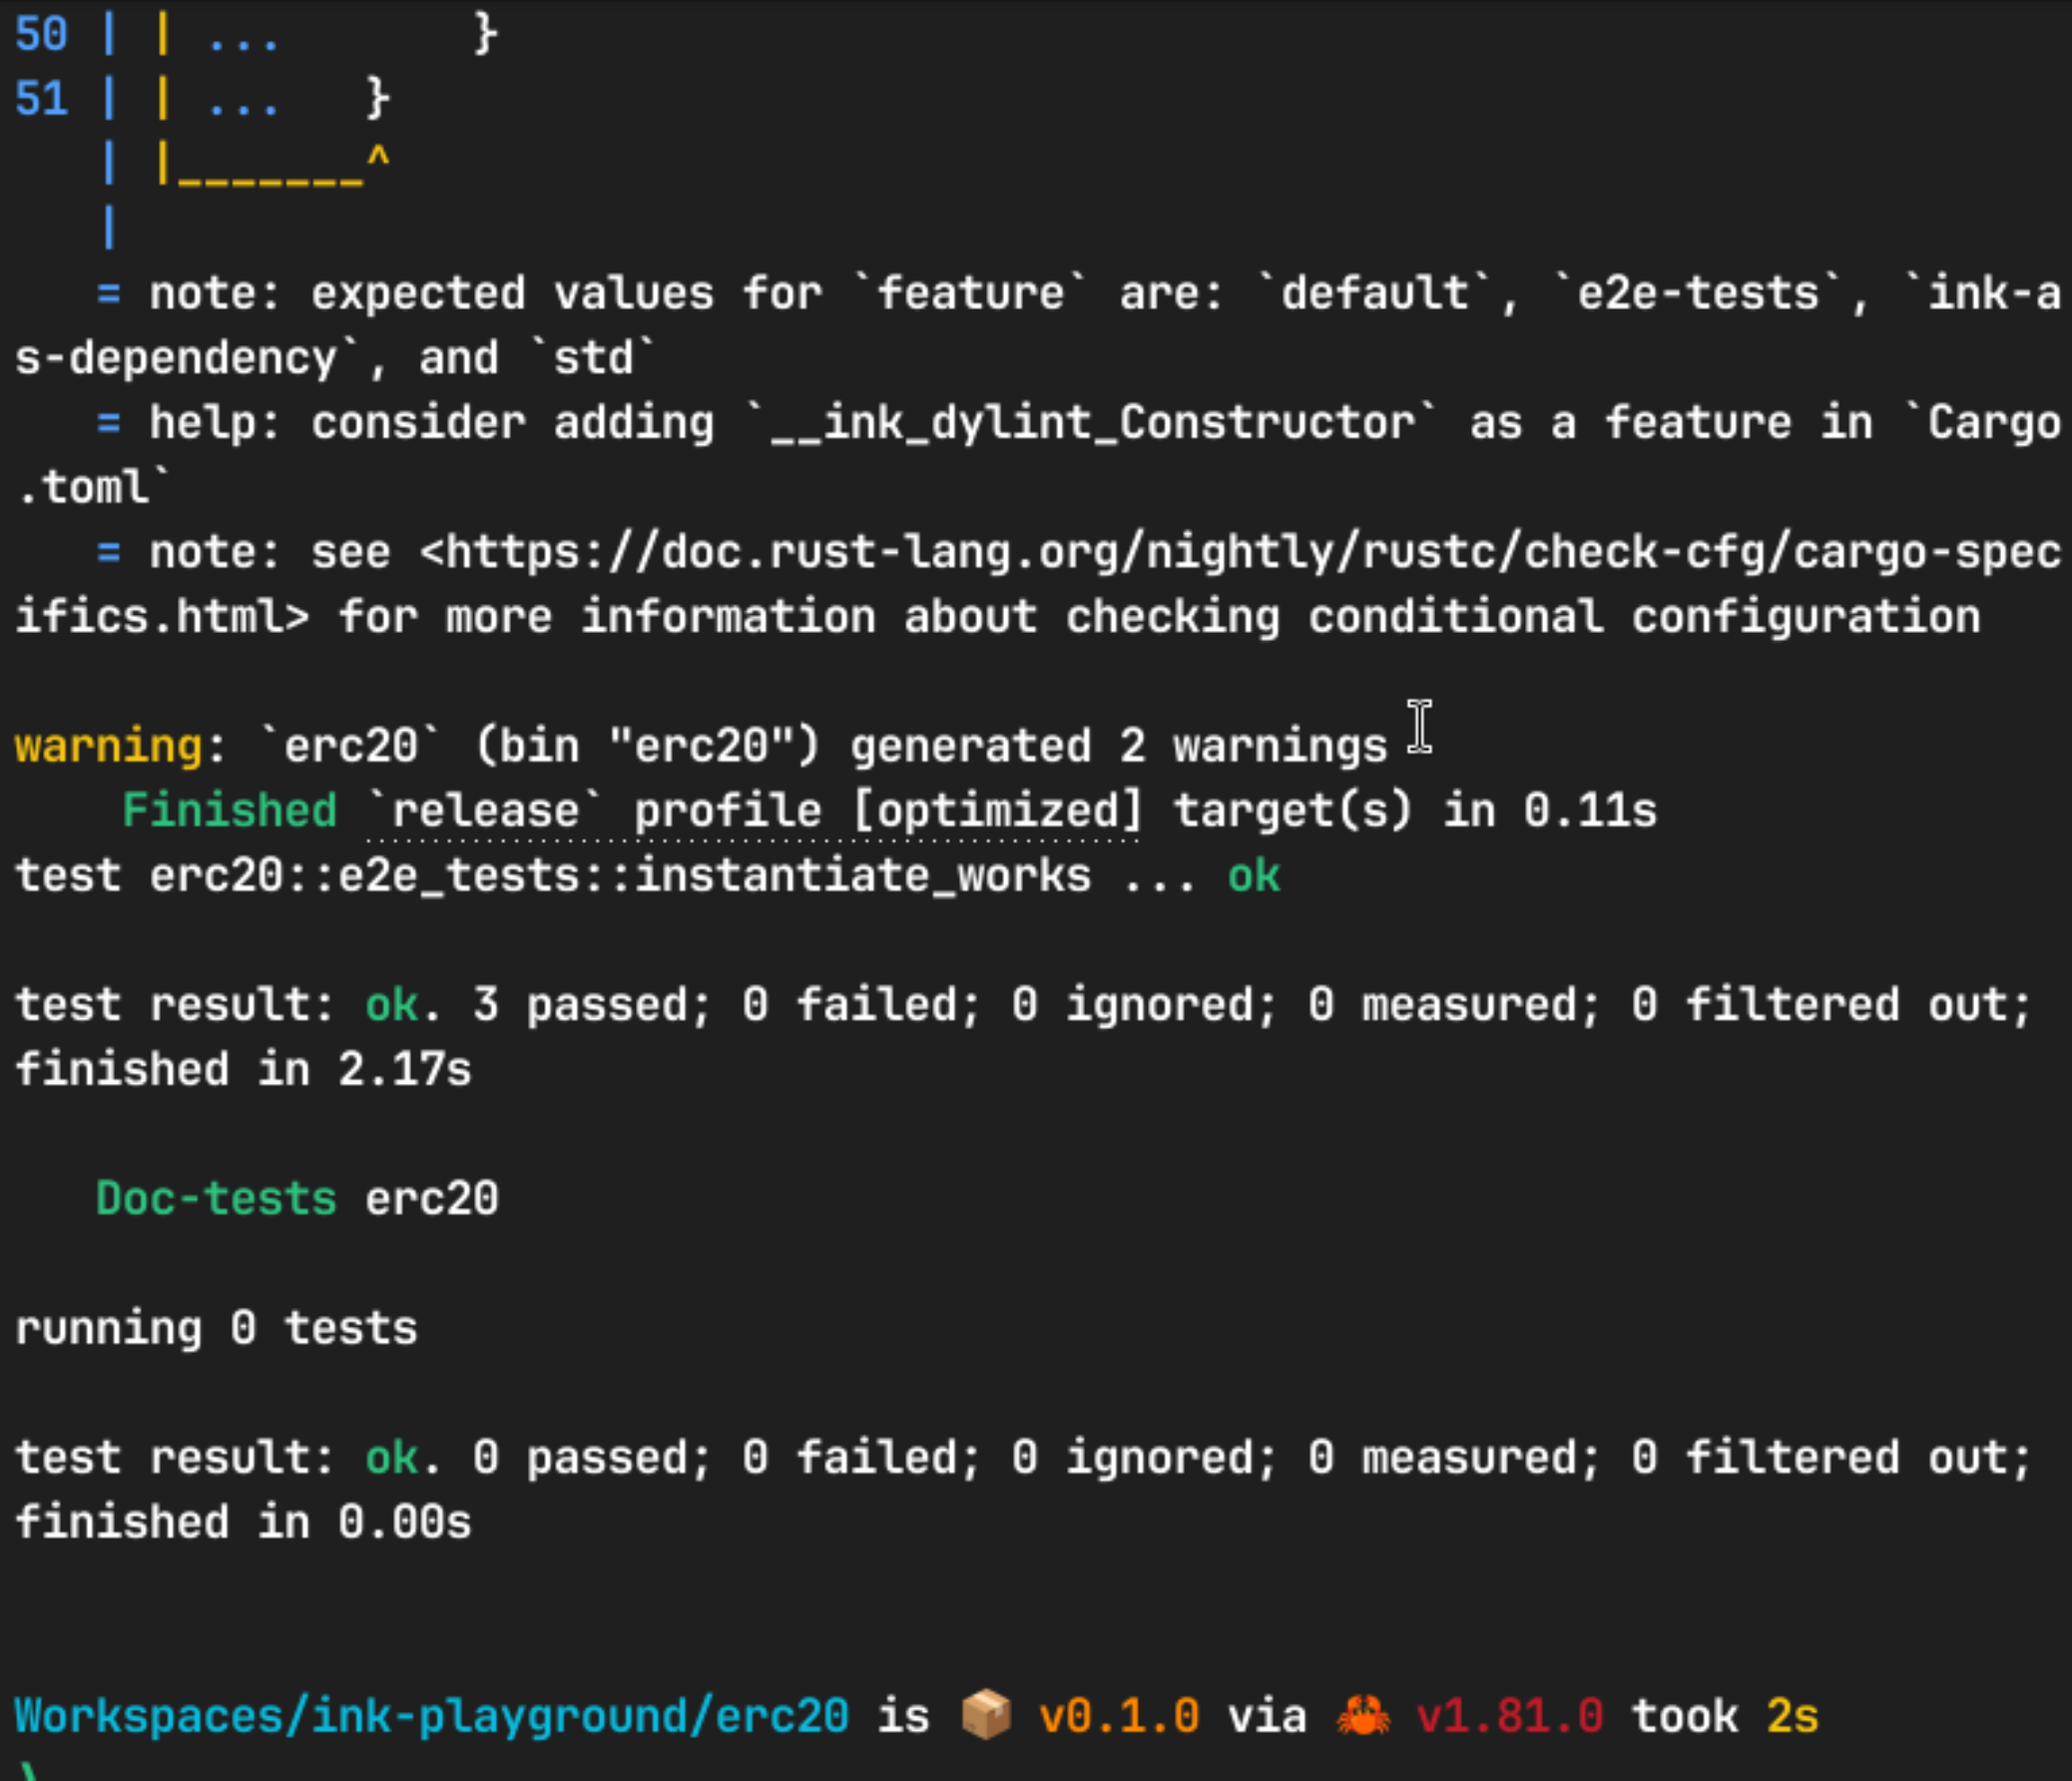 50 | | ...       }
51 | | ...   }
   | |_______^
   |
   = note: expected values for `feature` are: `default`, `e2e-tests`, `ink-a
s-dependency`, and `std`
   = help: consider adding `__ink_dylint_Constructor` as a feature in `Cargo
.toml`
   = note: see <https://doc.rust-lang.org/nightly/rustc/check-cfg/cargo-spec
ifics.html> for more information about checking conditional configuration
warning: `erc20` (bin "erc20") generated 2 warnings
    Finished `release` profile [optimized] target(s) in 0.11s
test erc20::e2e_tests::instantiate_works ... ok
test result: ok. 3 passed; 0 failed; 0 ignored; 0 measured; 0 filtered out;
finished in 2.17s
   Doc-tests erc20
running 0 tests
test result: ok. 0 passed; 0 failed; 0 ignored; 0 measured; 0 filtered out;
finished in 0.00s
Workspaces/ink-playground/erc20 is 📦 v0.1.0 via 🦀 v1.81.0 took 2s